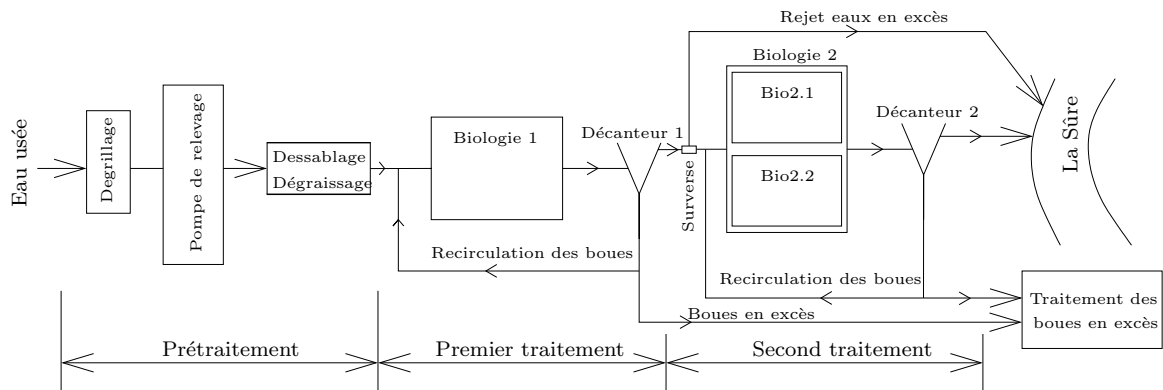 Rejet eaux en excès
Biologie 2
Bio2.1
Bio2.2
Décanteur 2
La Sûre
Eau usée
Degrillage
Pompe de relevage
Dessablage
Dégraissage
Biologie 1
Décanteur 1
Surverse
Recirculation des boues
Recirculation des boues
Boues en excès
Traitement des
boues en excès
Prétraitement
Premier traitement
Second traitement